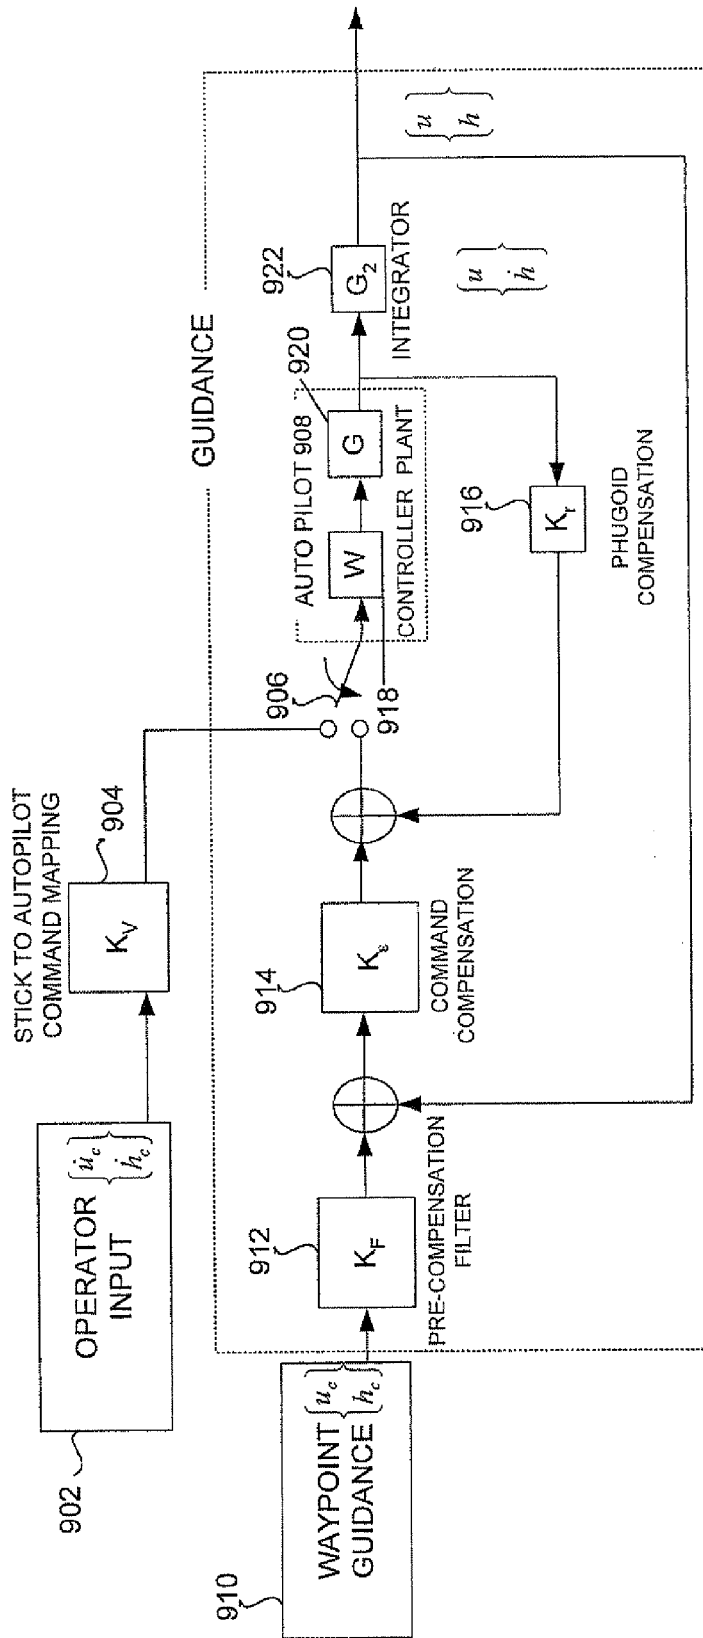 902
OPERATOR
INPUT
{ u̇c
ḣc }
STICK TO AUTOPILOT
COMMAND MAPPING
904
KV
910
WAYPOINT
GUIDANCE
{ uc
hc }
GUIDANCE
912
KF
PRE-COMPENSATION
FILTER
914
Kε
COMMAND
COMPENSATION
906
918
AUTO PILOT 908
W
G
920
CONTROLLER PLANT
922
G2
INTEGRATOR
916
Kr
PHUGOID
COMPENSATION
{ u
ḣ }
{ u
h }